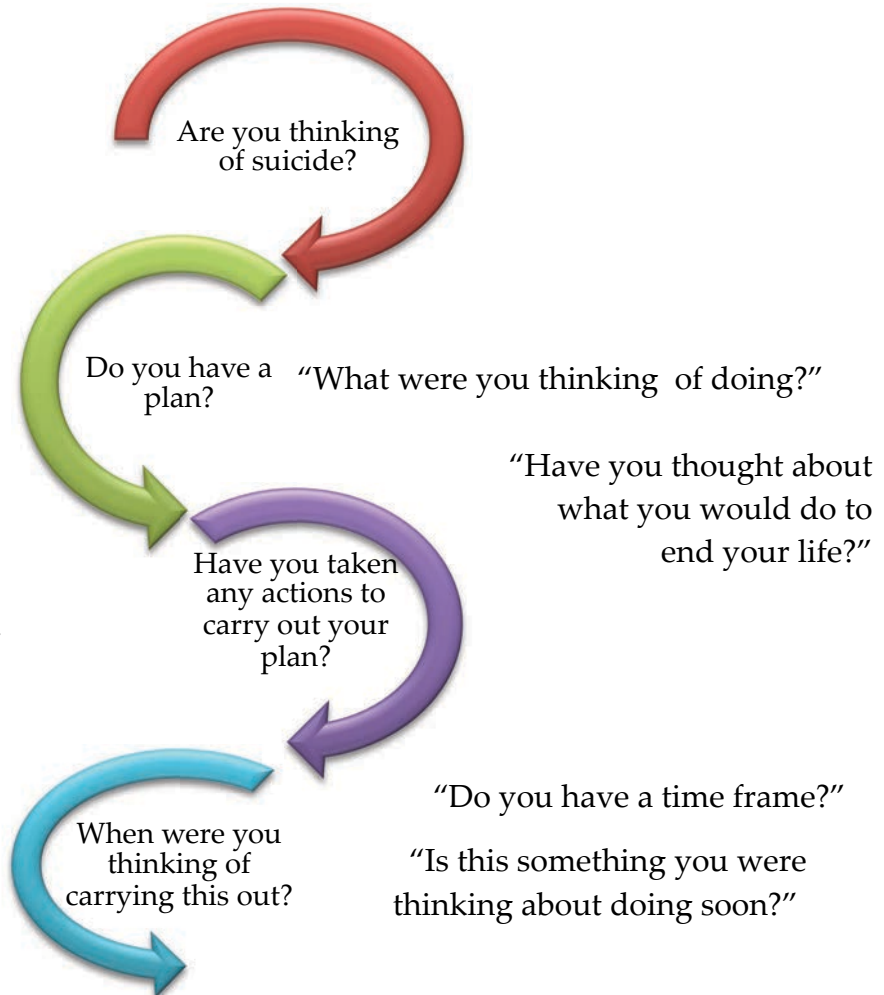 Are you thinking
of suicide?
Do you have a
plan?
“What were you thinking of doing?”
“Have you thought about
what you would do to
end your life?”
Have you taken
any actions to
carry out your
plan?
When were you
thinking of
carrying this out?
“Do you have a time frame?”
“Is this something you were
thinking about doing soon?”